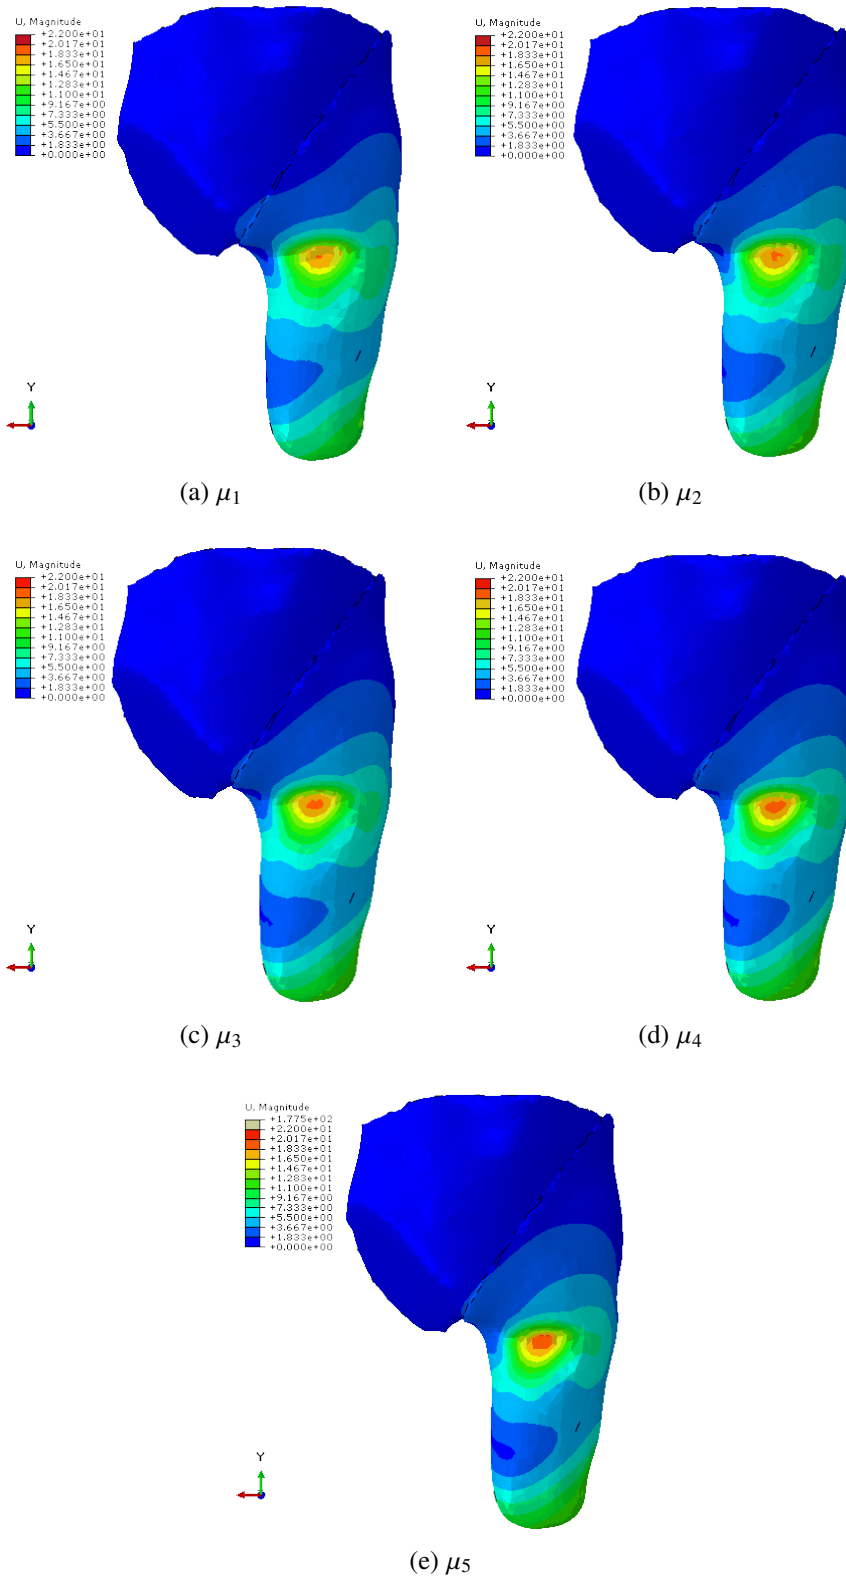 U, Magnitude
+2.200e+01
+2.017e+01
+1.833e+01
+1.650e+01
+1.467e+01
+1.283e+01
+1.100e+01
+9.167e+00
+7.333e+00
+5.500e+00
+3.667e+00
+1.833e+00
+0.000e+00
Y
(a) μ1
U, Magnitude
+2.200e+01
+2.017e+01
+1.833e+01
+1.650e+01
+1.467e+01
+1.283e+01
+1.100e+01
+9.167e+00
+7.333e+00
+5.500e+00
+3.667e+00
+1.833e+00
+0.000e+00
Y
(b) μ2
U, Magnitude
+2.200e+01
+2.017e+01
+1.833e+01
+1.650e+01
+1.467e+01
+1.283e+01
+1.100e+01
+9.167e+00
+7.333e+00
+5.500e+00
+3.667e+00
+1.833e+00
+0.000e+00
Y
(c) μ3
U, Magnitude
+2.200e+01
+2.017e+01
+1.833e+01
+1.650e+01
+1.467e+01
+1.283e+01
+1.100e+01
+9.167e+00
+7.333e+00
+5.500e+00
+3.667e+00
+1.833e+00
+0.000e+00
Y
(d) μ4
U, Magnitude
+1.775e+02
+2.200e+01
+2.017e+01
+1.833e+01
+1.650e+01
+1.467e+01
+1.283e+01
+1.100e+01
+9.167e+00
+7.333e+00
+5.500e+00
+3.667e+00
+1.833e+00
+0.000e+00
Y
(e) μ5